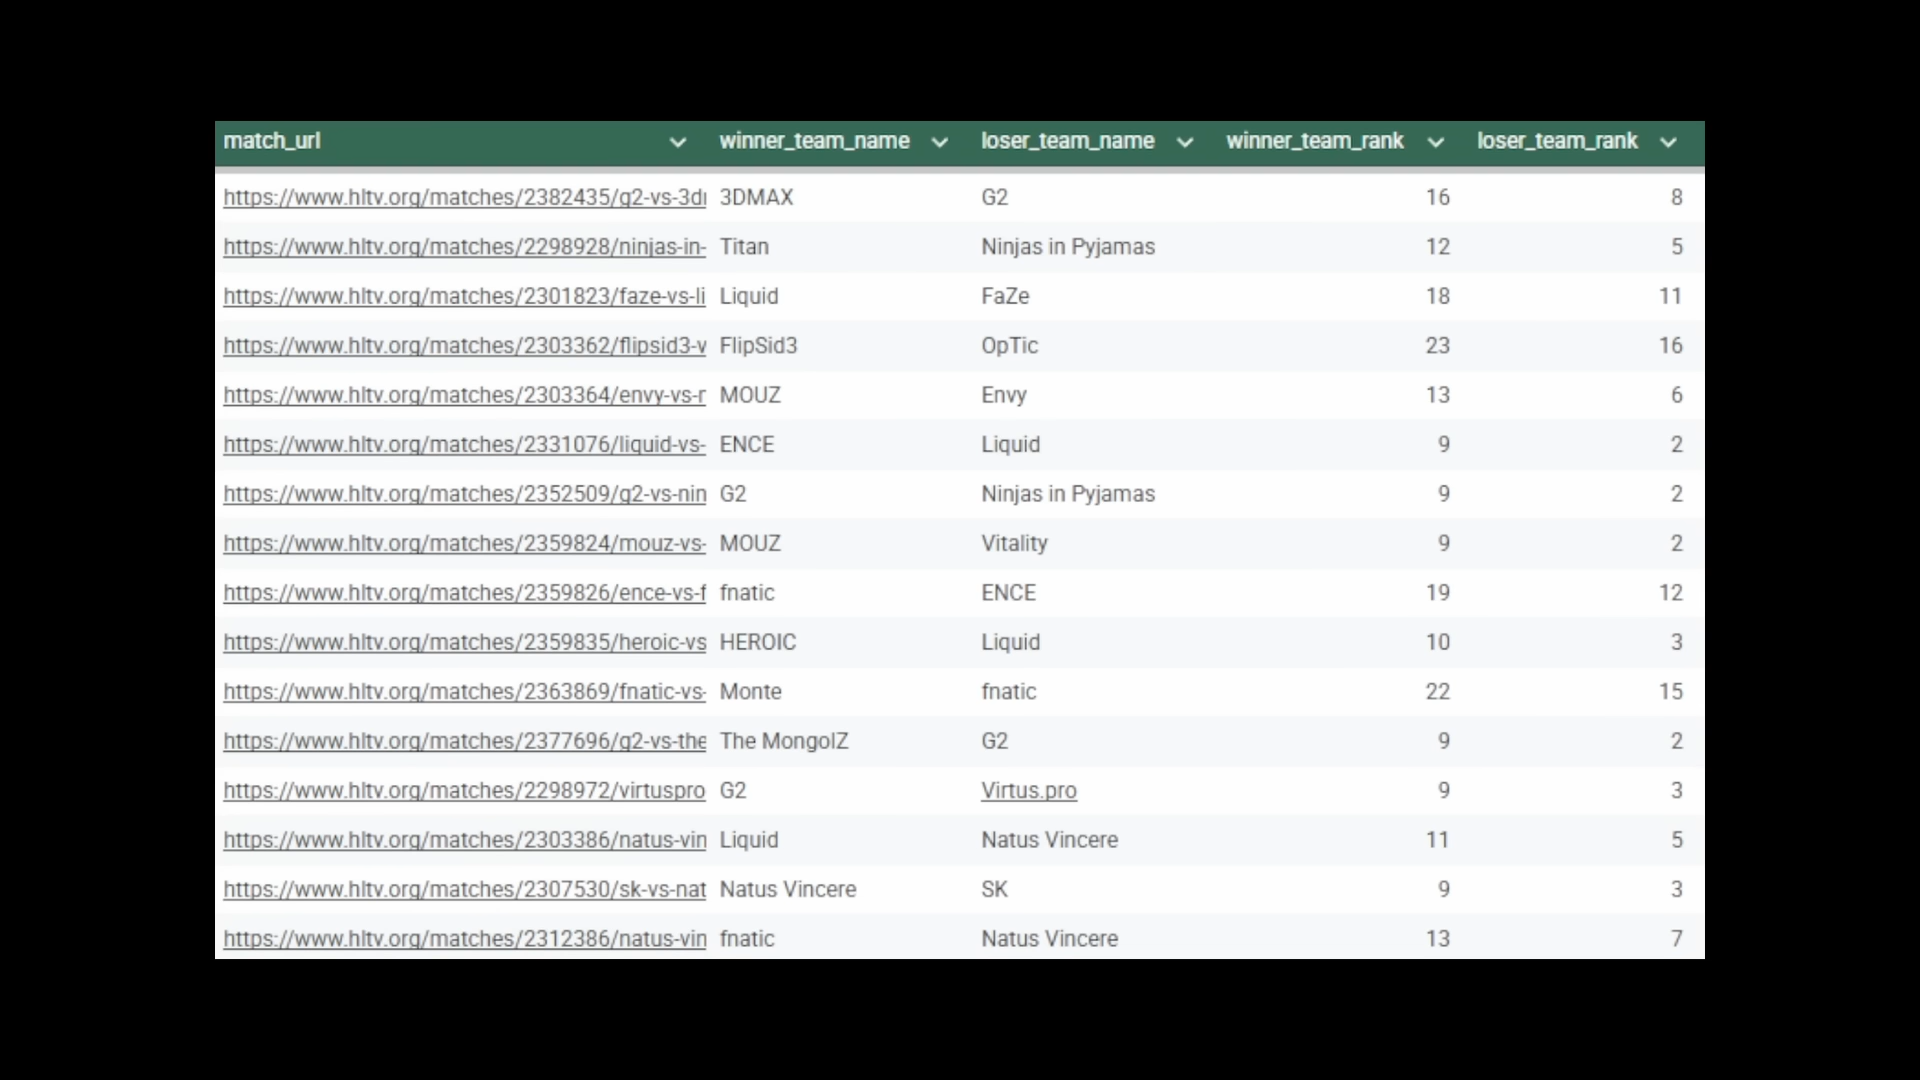 match_url winner_team_name loser_team_name winner_team_rank loser_team_rank
https://www.hltv.org/matches/2382435/g2-vs-3d 3DMAX G2 16 8
https://www.hltv.org/matches/2298928/ninjas-in- Titan Ninjas in Pyjamas 12 5
https://www.hltv.org/matches/2301823/faze-vs-li Liquid FaZe 18 11
https://www.hltv.org/matches/2303362/flipsid3-v FlipSid3 OpTic 23 16
https://www.hltv.org/matches/2303364/envy-vs-r MOUZ Envy 13 6
https://www.hltv.org/matches/2331076/liquid-vs- ENCE Liquid 9 2
https://www.hltv.org/matches/2352509/g2-vs-nin G2 Ninjas in Pyjamas 9 2
https://www.hltv.org/matches/2359824/mouz-vs- MOUZ Vitality 9 2
https://www.hltv.org/matches/2359826/ence-vs-f fnatic ENCE 19 12
https://www.hltv.org/matches/2359835/heroic-vs HEROIC Liquid 10 3
https://www.hltv.org/matches/2363869/fnatic-vs- Monte fnatic 22 15
https://www.hltv.org/matches/2377696/g2-vs-the The MongolZ G2 9 2
https://www.hltv.org/matches/2298972/virtuspro G2 Virtus.pro 9 3
https://www.hltv.org/matches/2303386/natus-vin Liquid Natus Vincere 11 5
https://www.hltv.org/matches/2307530/sk-vs-nat Natus Vincere SK 9 3
https://www.hltv.org/matches/2312386/natus-vin fnatic Natus Vincere 13 7